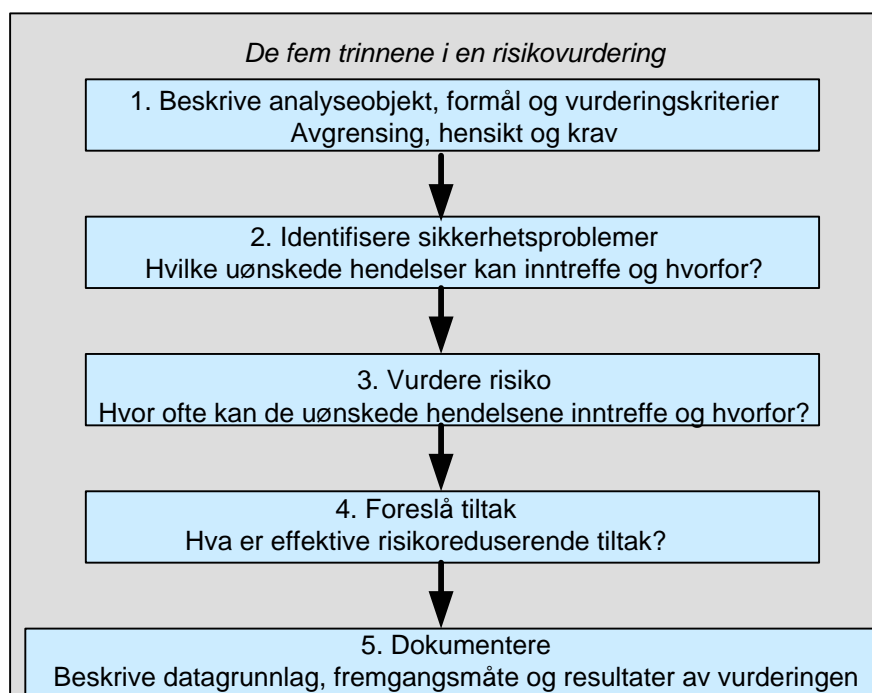 De fem trinnene i en risikovurdering
1. Beskrive analyseobjekt, formål og vurderingskriterier
Avgrensing, hensikt og krav
2. Identifisere sikkerhetsproblemer
Hvilke uønskede hendelser kan inntreffe og hvorfor?
3. Vurdere risiko
Hvor ofte kan de uønskede hendelsene inntreffe og hvorfor?
4. Foreslå tiltak
Hva er effektive risikoreduserende tiltak?
5. Dokumentere
Beskrive datagrunnlag, fremgangsmåte og resultater av vurderingen